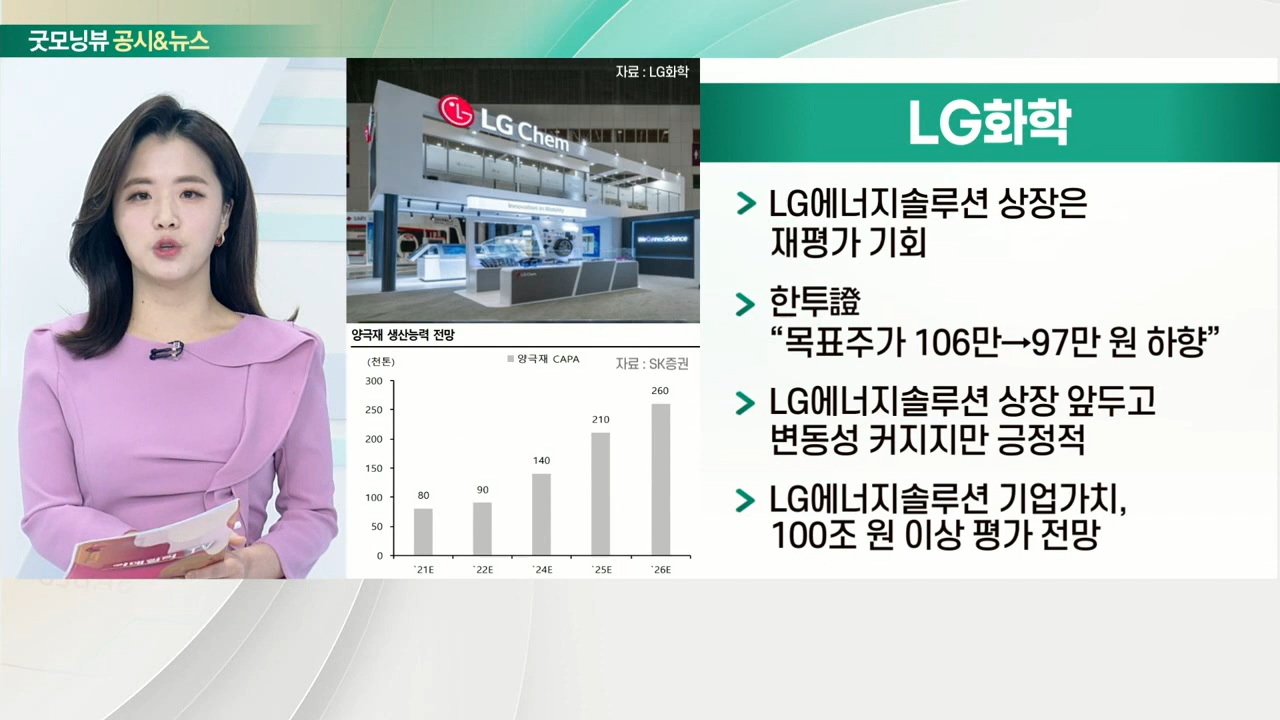 굿모닝뷰 공시&뉴스
자료 : LG화학
LG Chem
LG화학
LG에너지솔루션 상장은
재평가 기회
한투證
“목표주가 106만→97만 원 하향”
LG에너지솔루션 상장 앞두고
변동성 커지지만 긍정적
LG에너지솔루션 기업가치,
100조 원 이상 평가 전망
양극재 생산능력 전망
(천톤)
양극재 CAPA
자료 : SK증권
300
250
200
150
100
50
0
80
90
140
210
260
`21E
`22E
`24E
`25E
`26E